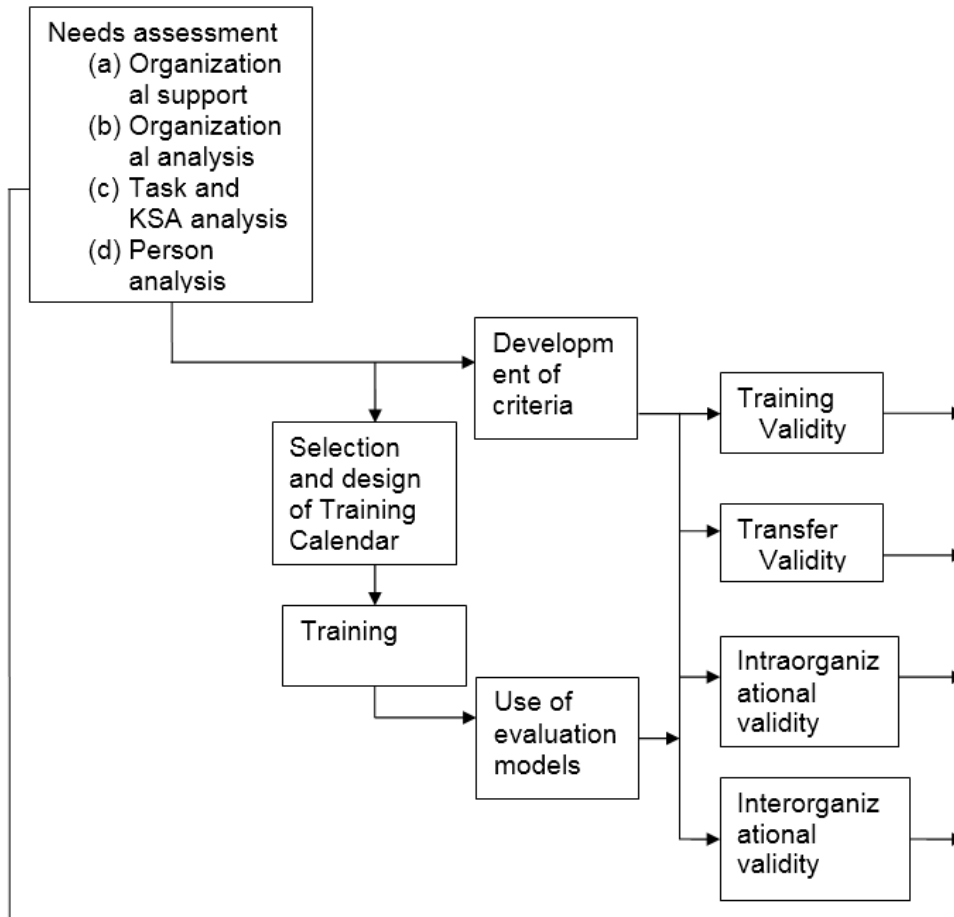 Needs assessment
(a) Organization
al support
(b) Organization
al analysis
(c) Task and
KSA analysis
(d) Person
analysis
Developm
ent of
criteria
Selection
and design
of Training
Calendar
Training
Use of
evaluation
models
Training
Validity
Transfer
Validity
Intraorganiz
ational
validity
Interorganiz
ational
validity